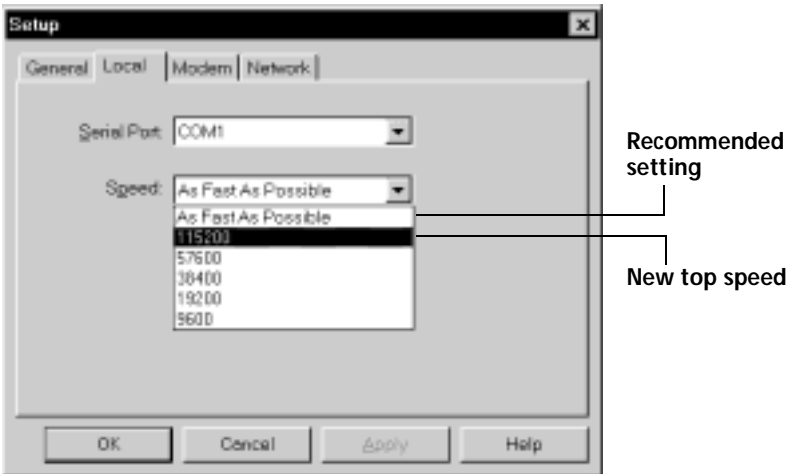 Setup
General Local Modem Network
Serial Port: COM1
Speed: As Fast As Possible
As Fast As Possible
115200
57600
38400
19200
9600
OK Cancel Apply Help
Recommended
setting
New top speed